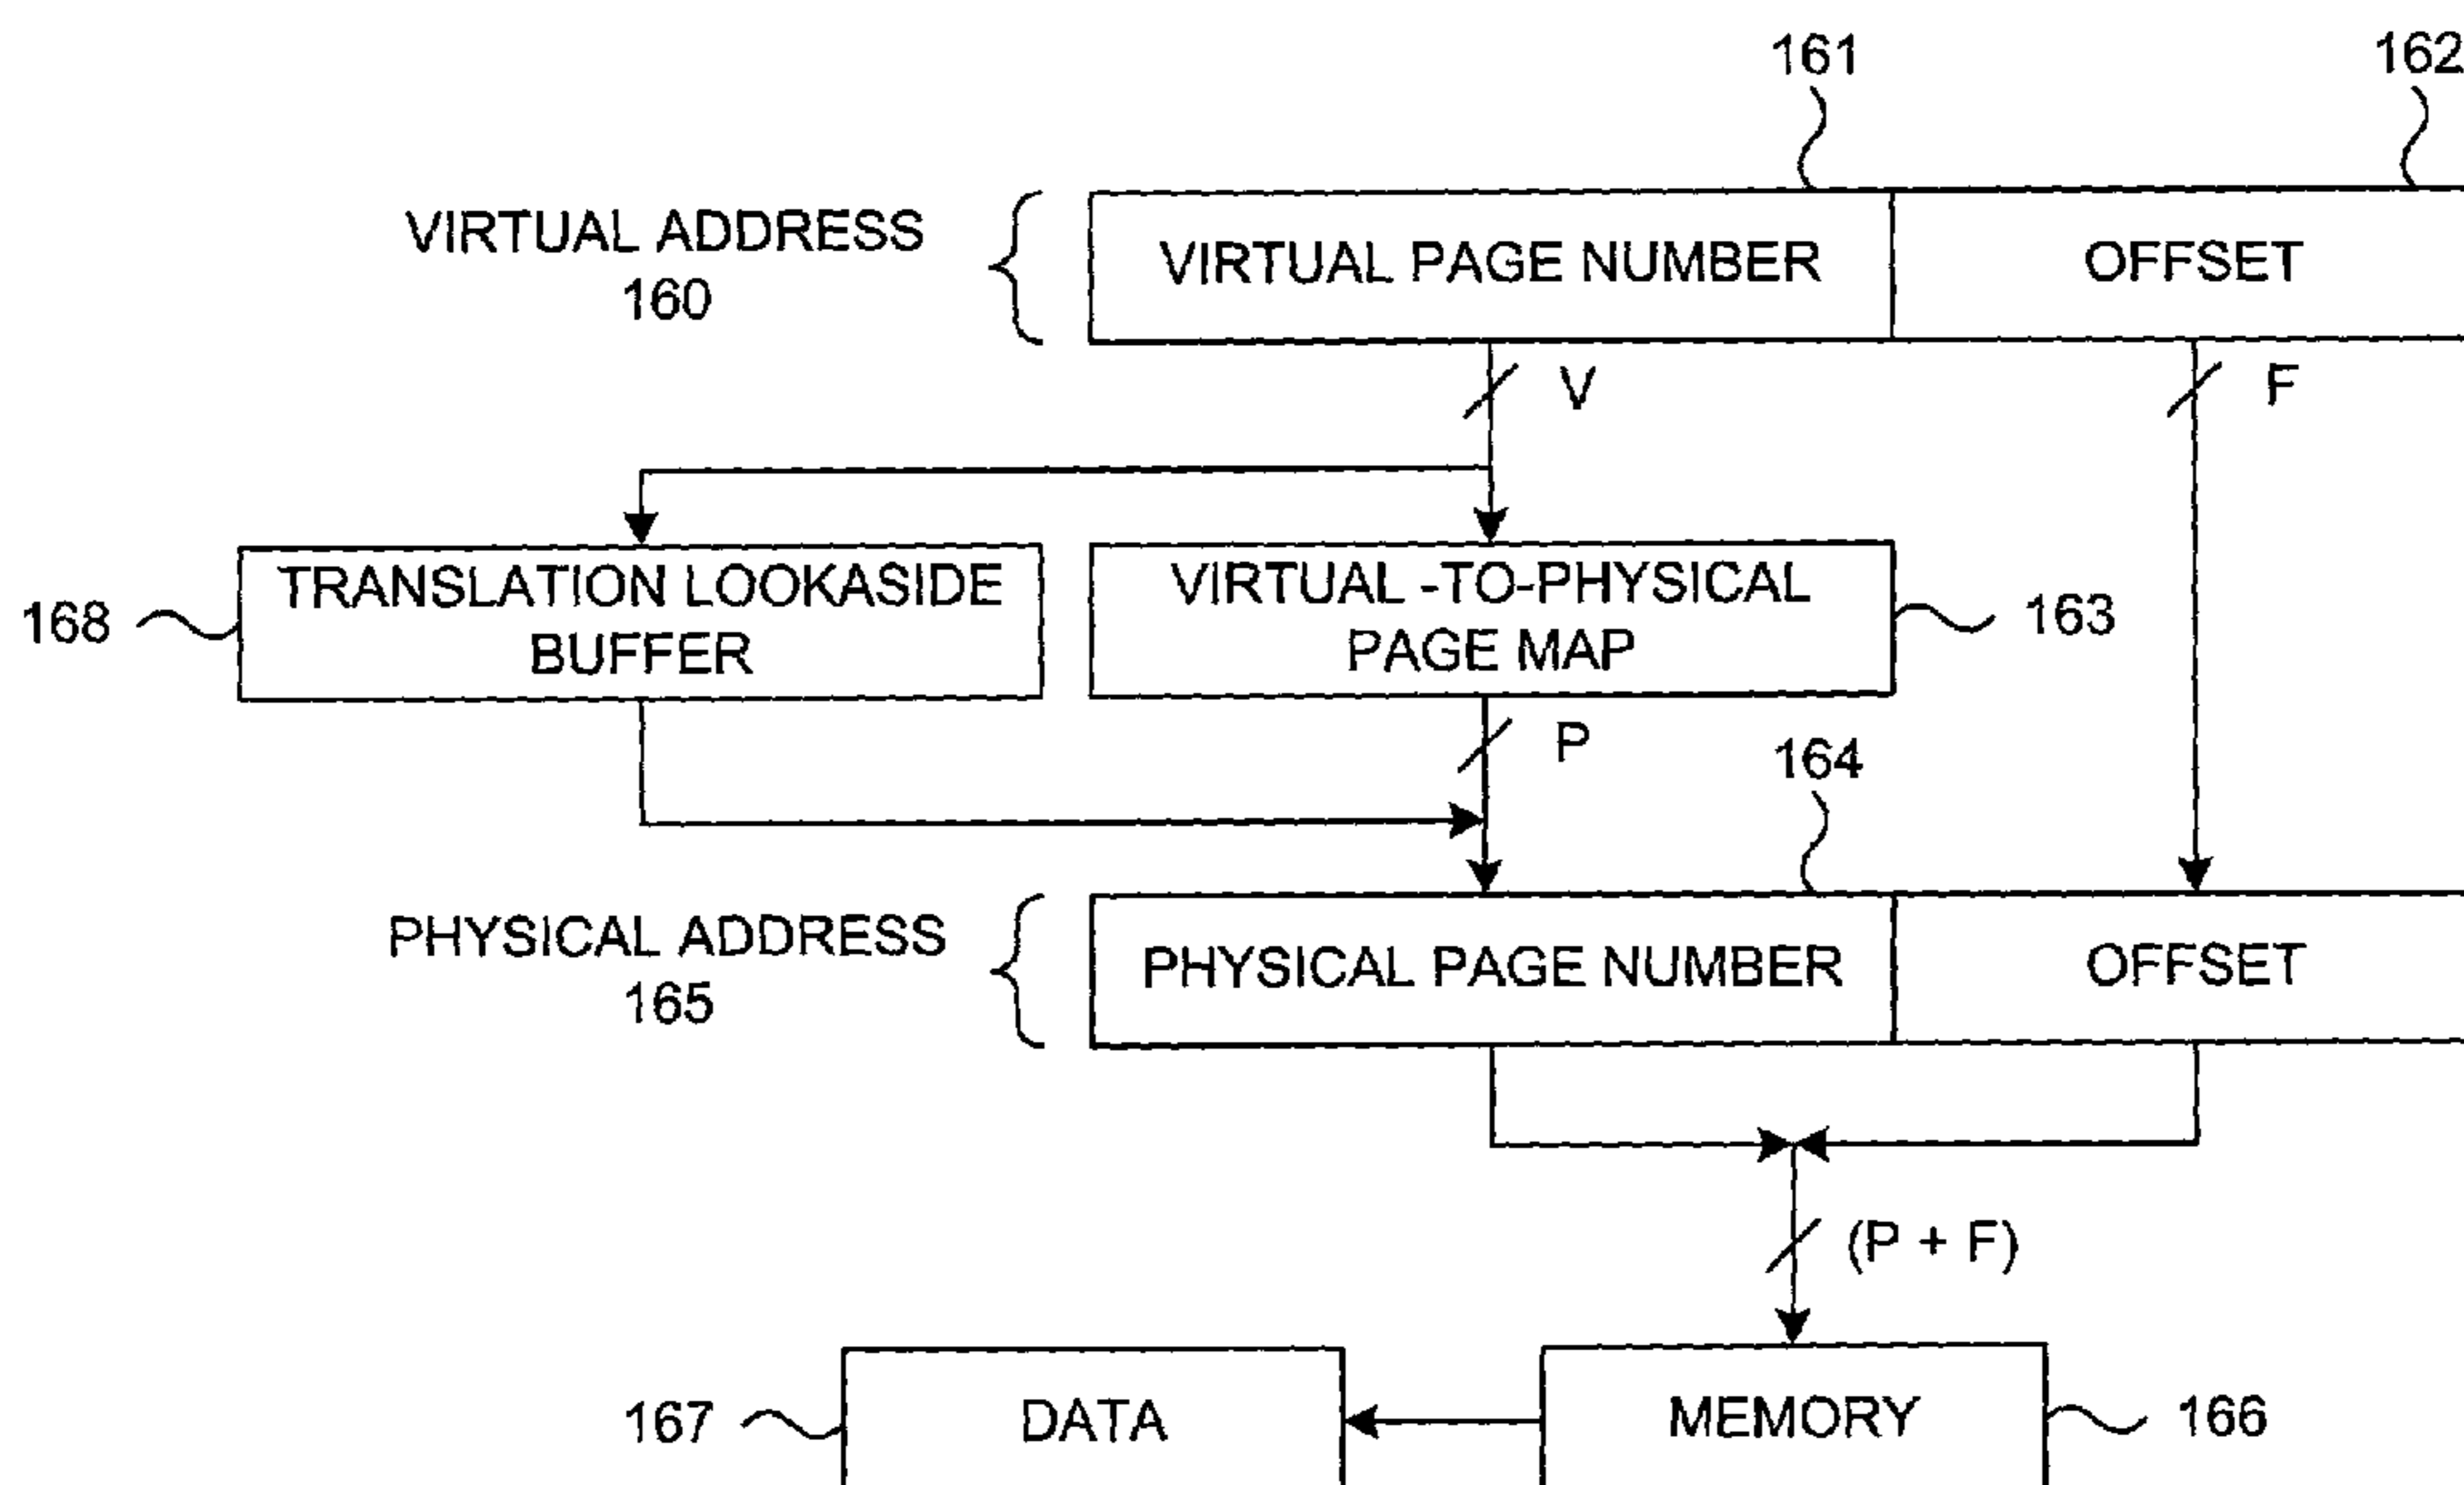 161
162
VIRTUAL ADDRESS
160
VIRTUAL PAGE NUMBER
OFFSET
V
F
168
TRANSLATION LOOKASIDE
BUFFER
VIRTUAL -TO-PHYSICAL
PAGE MAP
163
P
164
PHYSICAL ADDRESS
165
PHYSICAL PAGE NUMBER
OFFSET
(P + F)
167
DATA
MEMORY
166